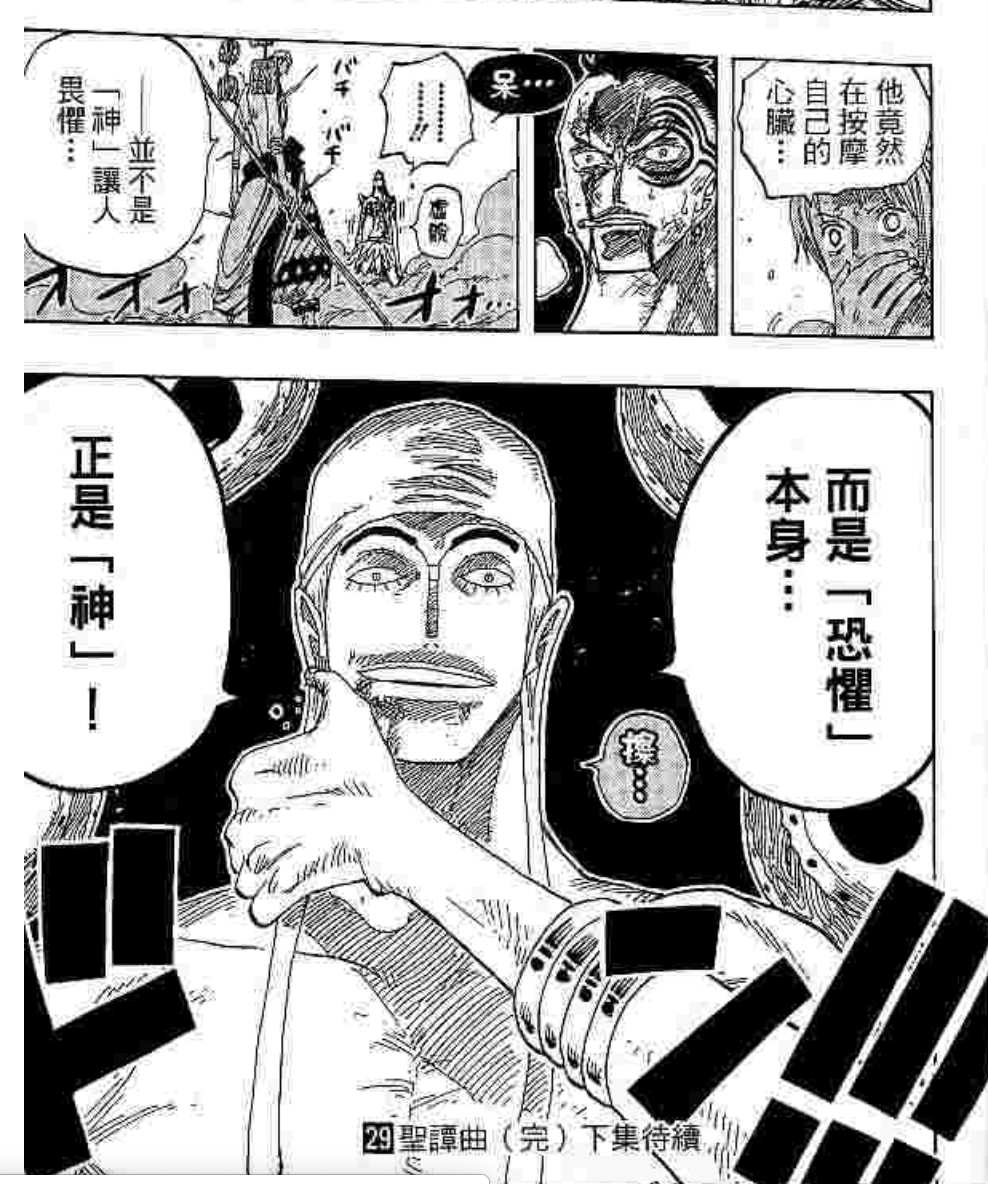 他竟然
在按摩
自己的
心臟…
呆…
…………!!
バチ
バチ
虛脫
——並不是
「神」讓人
畏懼…
オオ…
而是「恐懼」
本身…
正是「神」！
29聖譚曲（完）下集待續